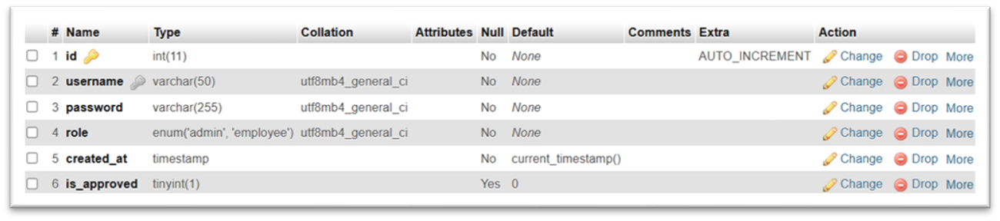 # Name Type Collation Attributes Null Default Comments Extra Action
1 id int(11) No None AUTO_INCREMENT Change Drop More
2 username varchar(50) utf8mb4_general_ci No None Change Drop More
3 password varchar(255) utf8mb4_general_ci No None Change Drop More
4 role enum('admin', 'employee') utf8mb4_general_ci No None Change Drop More
5 created_at timestamp No current_timestamp() Change Drop More
6 is_approved tinyint(1) Yes 0 Change Drop More